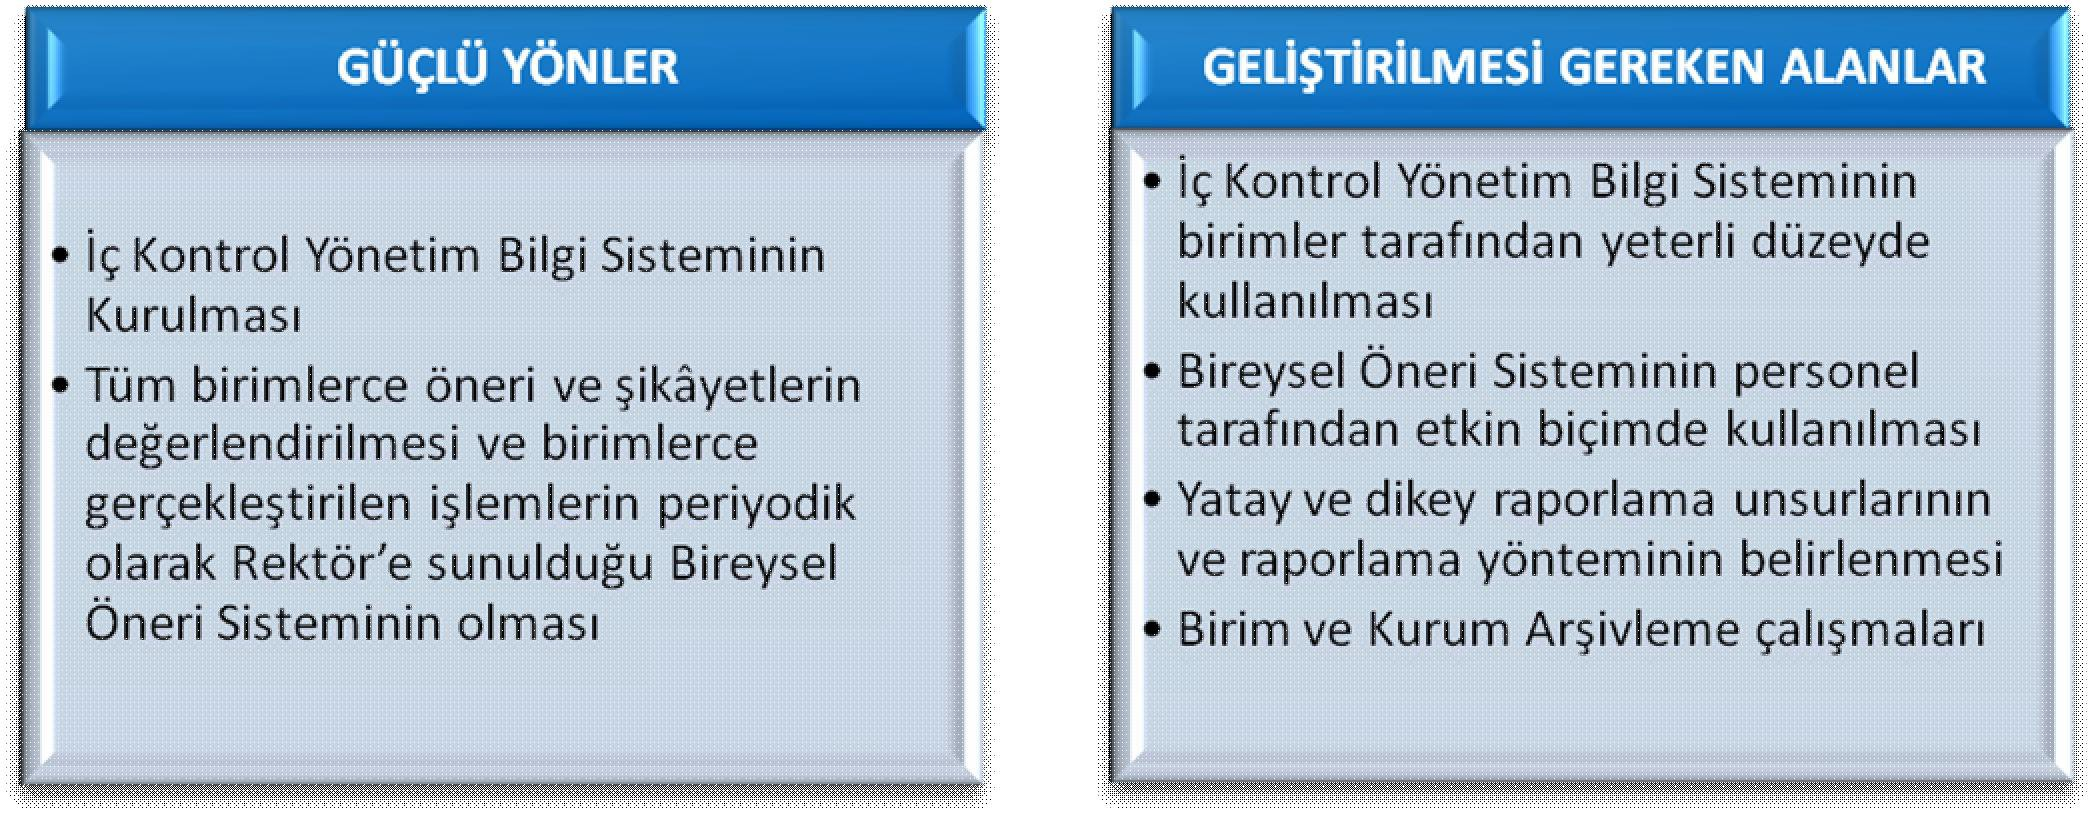 GÜÇLÜ YÖNLER
• İç Kontrol Yönetim Bilgi Sisteminin
Kurulması
• Tüm birimlerce öneri ve şikâyetlerin
değerlendirilmesi ve birimlerce
gerçekleştirilen işlemlerin periyodik
olarak Rektör’e sunulduğu Bireysel
Öneri Sisteminin olması
GELİŞTİRİLMESİ GEREKEN ALANLAR
• İç Kontrol Yönetim Bilgi Sisteminin
birimler tarafından yeterli düzeyde
kullanılması
• Bireysel Öneri Sisteminin personel
tarafından etkin biçimde kullanılması
• Yatay ve dikey raporlama unsurlarının
ve raporlama yönteminin belirlenmesi
• Birim ve Kurum Arşivleme çalışmaları